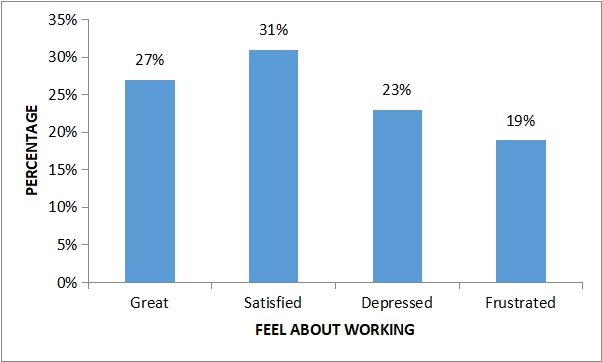 35%
30%
25%
20%
15%
10%
5%
0%
PERCENTAGE
27%
31%
23%
19%
Great
Satisfied
Depressed
Frustrated
FEEL ABOUT WORKING